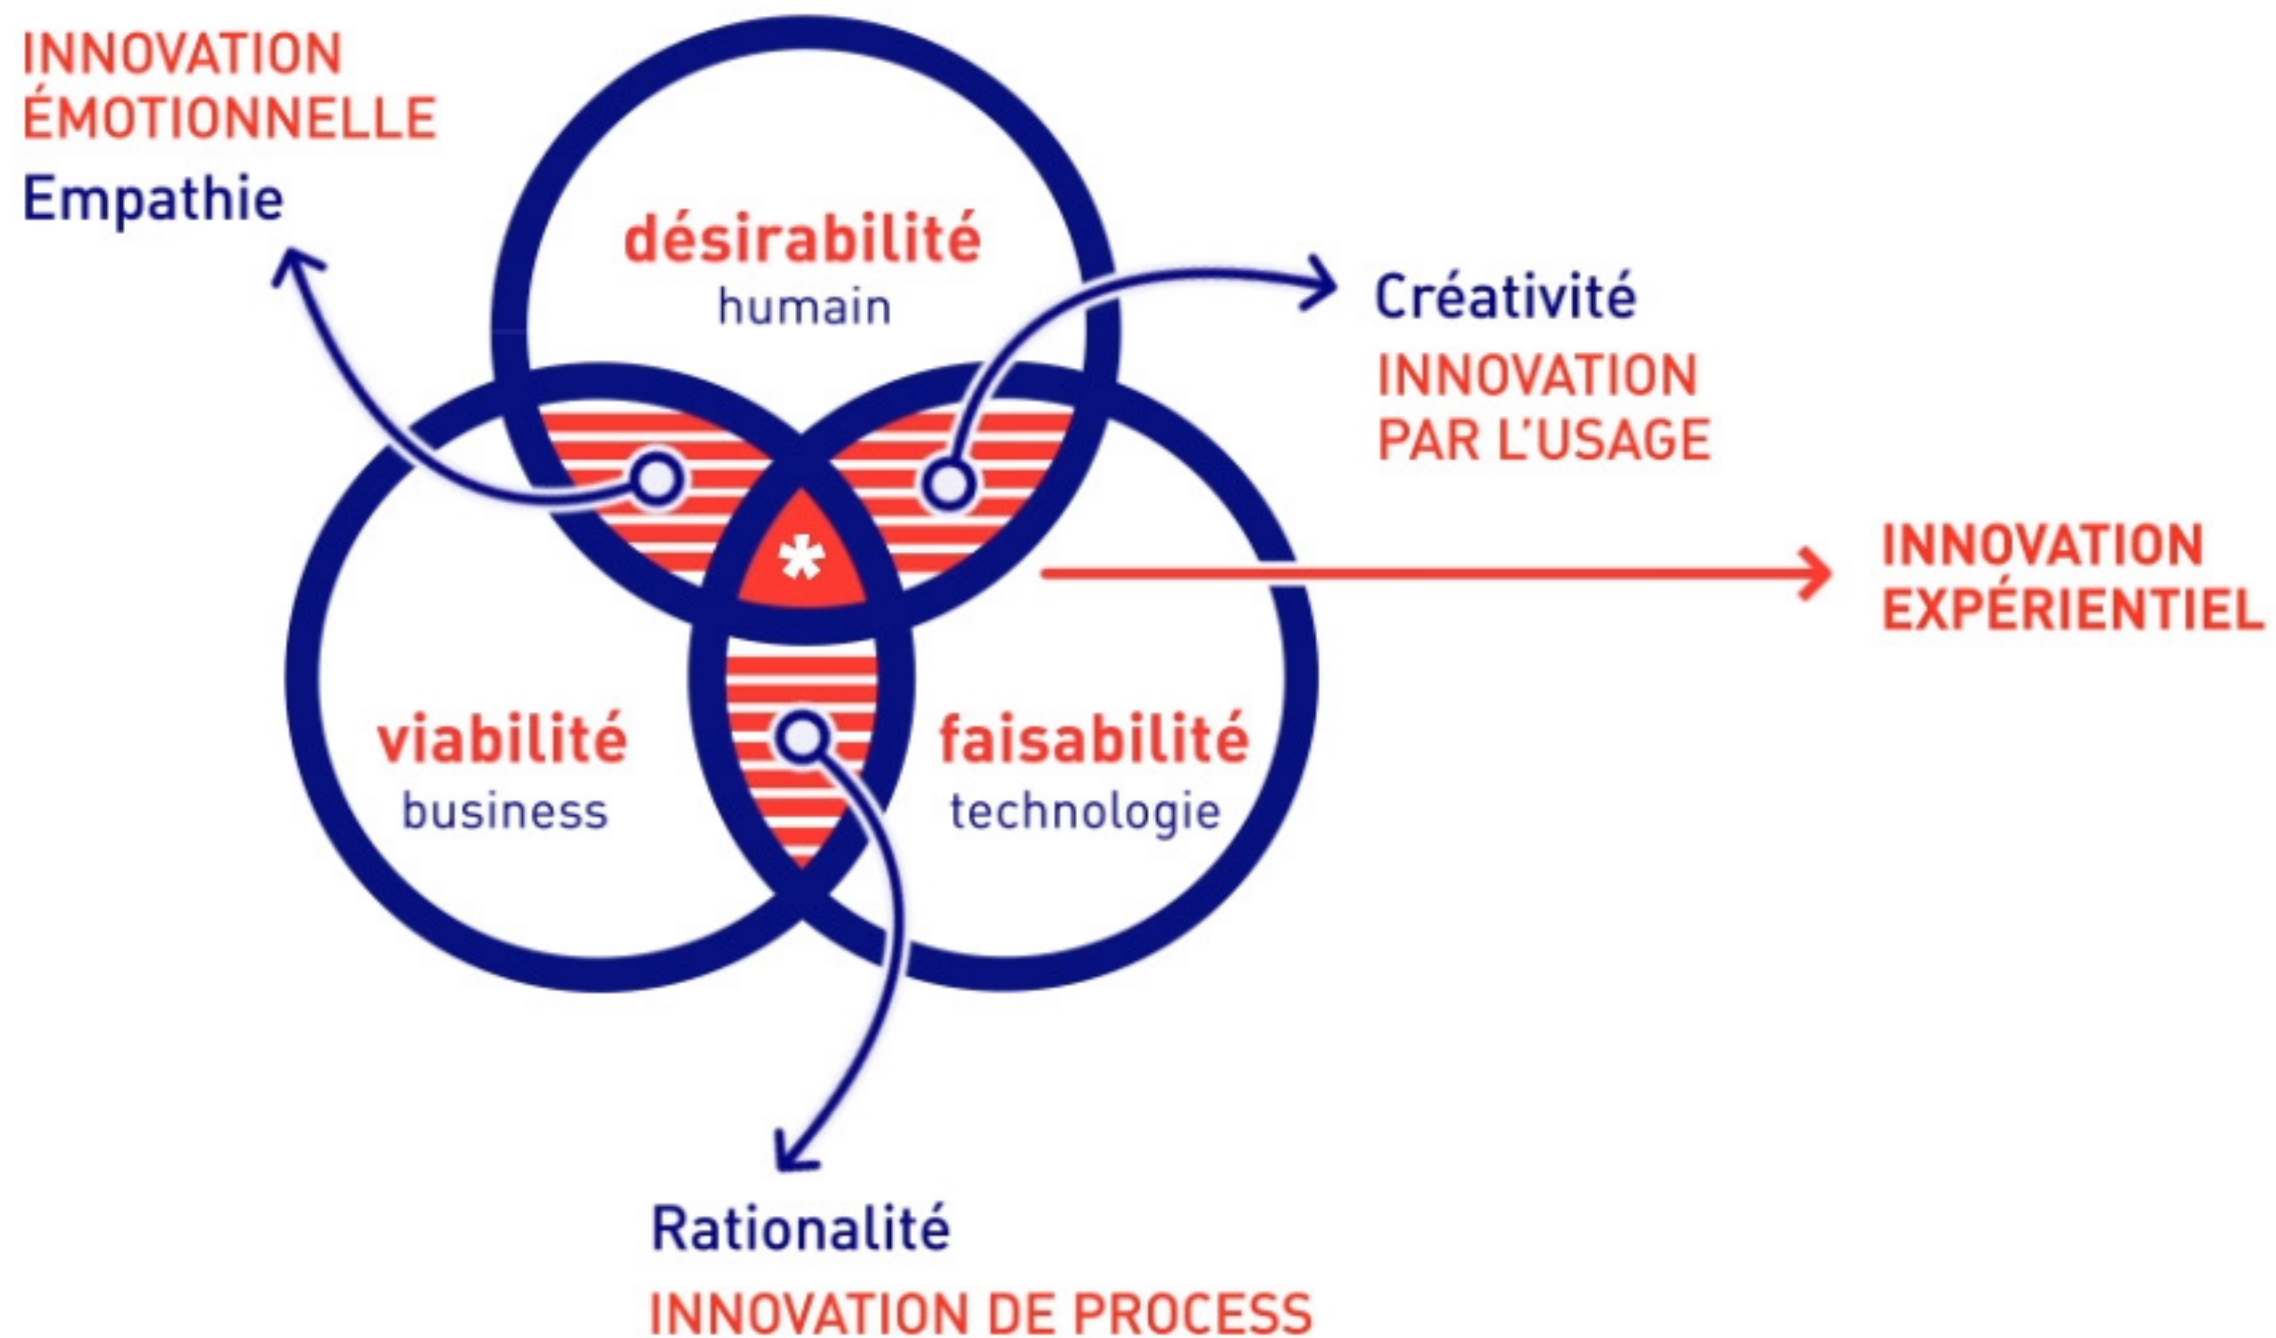 INNOVATION
ÉMOTIONNELLE
Empathie
désirabilité
humain
Créativité
INNOVATION
PAR L'USAGE
*
INNOVATION
EXPÉRIENTIEL
viabilité
business
faisabilité
technologie
Rationalité
INNOVATION DE PROCESS